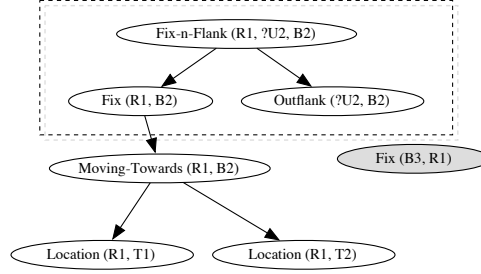 Fix-n-Flank (R1, ?U2, B2)
Fix (R1, B2)
Outflank (?U2, B2)
Moving-Towards (R1, B2)
Fix (B3, R1)
Location (R1, T1)
Location (R1, T2)